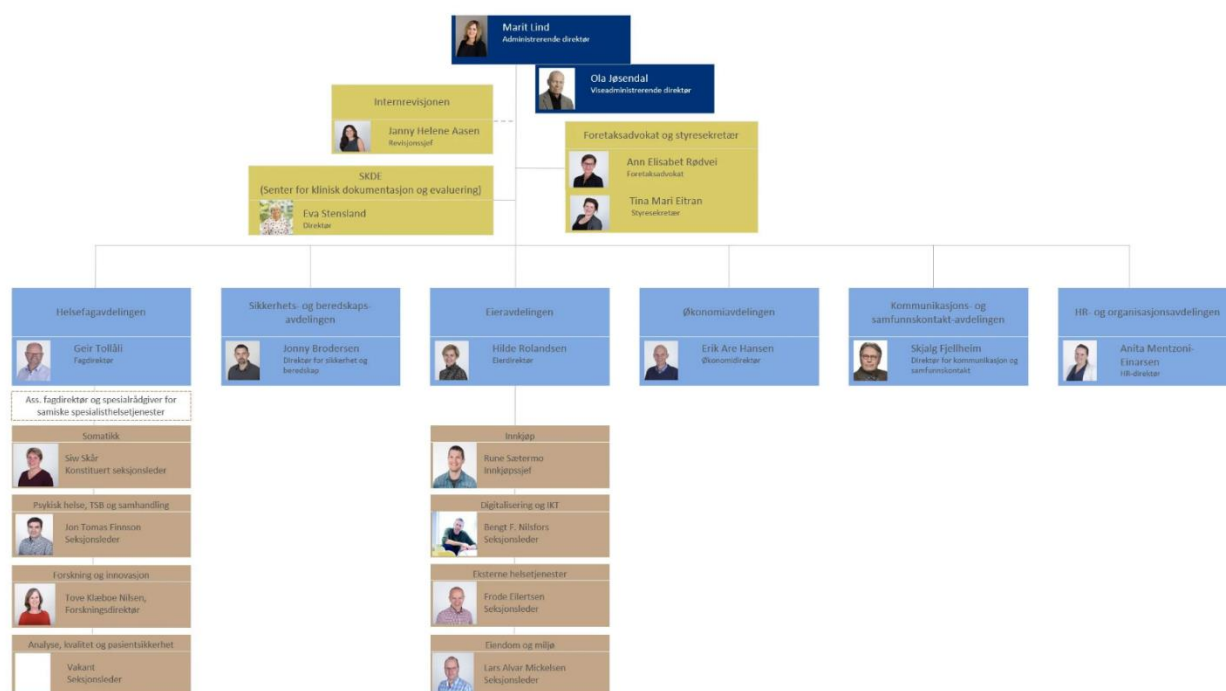 Marit Lind
Administrerende direktør
Ola Jøsendal
Viseadministrerende direktør
Internrevisjonen
Janny Helene Aasen
Revisjonssjef
Foretaksadvokat og styresekretær
Ann Elisabet Rødvei
Foretaksadvokat
Tina Mari Eitran
Styresekretær
SKDE
(Senter for klinisk dokumentasjon og evaluering)
Eva Stensland
Direktør
Helsefagavdelingen
Geir Tollåli
Fagdirektør
Sikkerhets- og beredskaps-
avdelingen
Jonny Brodersen
Direktør for sikkerhet og
beredskap
Eieravdelingen
Hilde Rolandsen
Eierdirektør
Økonomiavdelingen
Erik Are Hansen
Økonomidirektør
Kommunikasjons- og
samfunnskontakt-avdelingen
Skjalg Fjellheim
Direktør for kommunikasjon og
samfunnskontakt
HR- og organisasjonsavdelingen
Anita Mentzoni-
Einarsen
HR-direktør
Ass. fagdirektør og spesialrådgiver for
samiske spesialisthelsetjenester
Somatikk
Siw Skår
Konstituert seksjonsleder
Psykisk helse, TSB og samhandling
Jon Tomas Finnson
Seksjonsleder
Forskning og innovasjon
Tove Klæboe Nilsen,
Forskningsdirektør
Analyse, kvalitet og pasientsikkerhet
Vakant
Seksjonsleder
Innkjøp
Rune Sætermo
Innkjøpssjef
Digitalisering og IKT
Bengt F. Nilsfors
Seksjonsleder
Eksterne helsetjenester
Frode Eilertsen
Seksjonsleder
Eiendom og miljø
Lars Alvar Mickelsen
Seksjonsleder